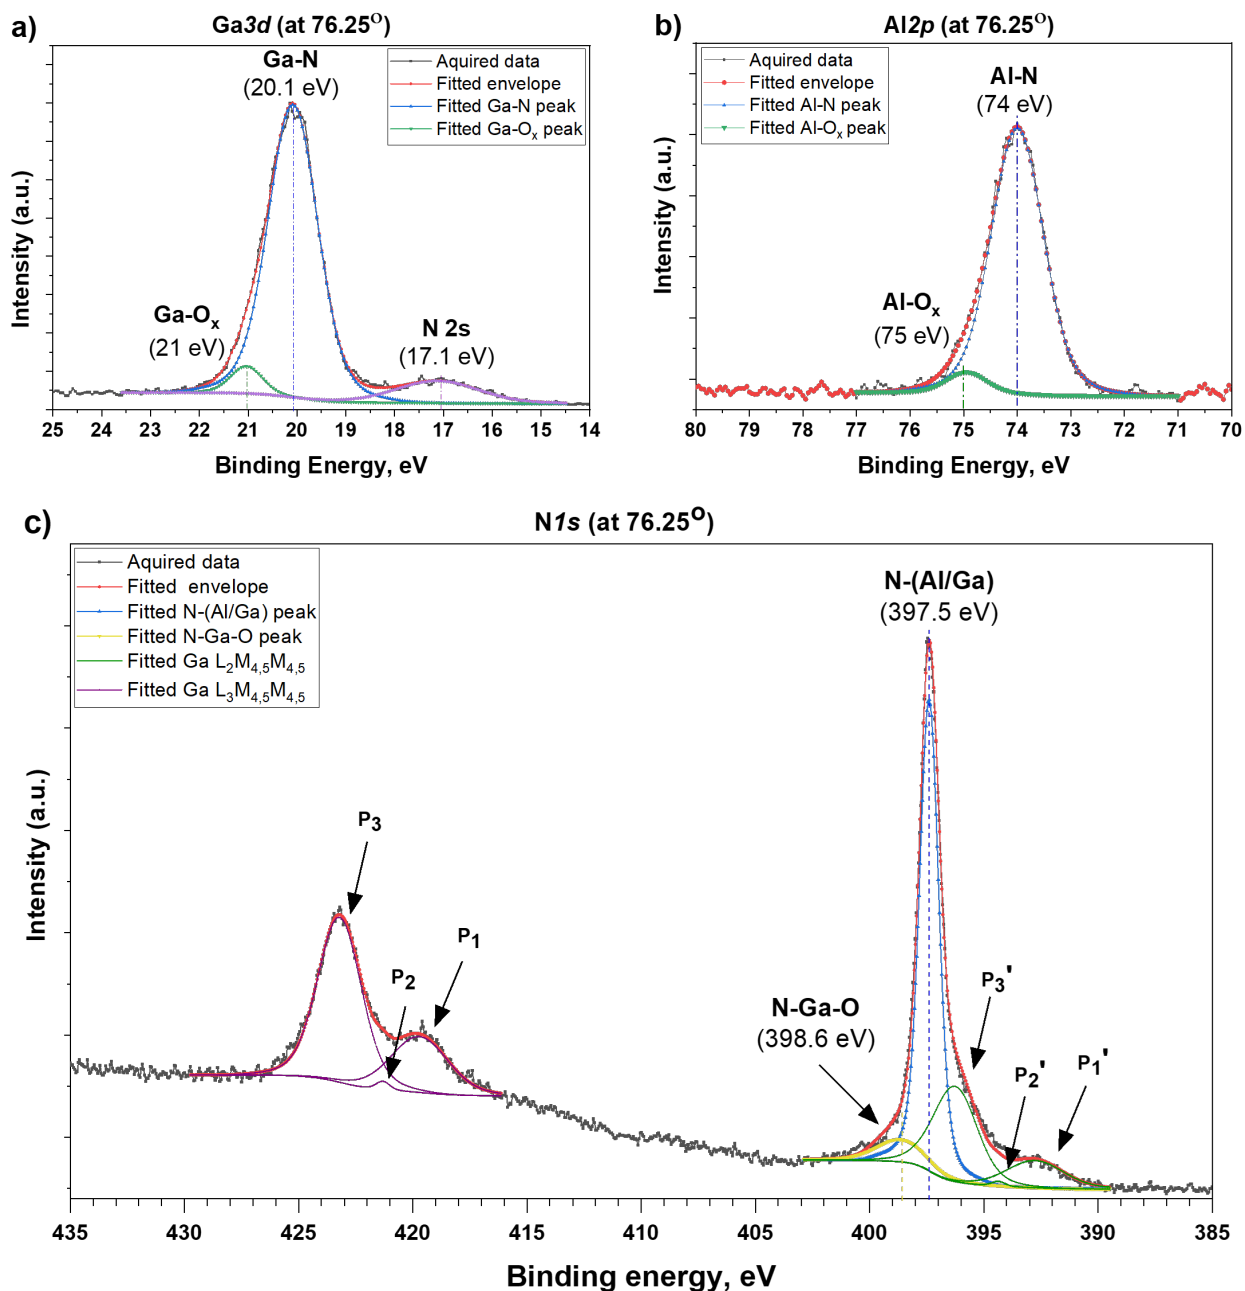 a)
Ga3d (at 76.25°)
Ga-N
(20.1 eV)
Aquired data
Fitted envelope
Fitted Ga-N peak
Fitted Ga-Oₓ peak
Ga-Oₓ
(21 eV)
N 2s
(17.1 eV)
Intensity (a.u.)
25 24 23 22 21 20 19 18 17 16 15 14
Binding Energy, eV
b)
Al2p (at 76.25°)
Aquired data
Fitted envelope
Fitted Al-N peak
Fitted Al-Oₓ peak
Al-N
(74 eV)
Al-Oₓ
(75 eV)
Intensity (a.u.)
80 79 78 77 76 75 74 73 72 71 70
Binding Energy, eV
c)
N1s (at 76.25°)
Aquired data
Fitted  envelope
Fitted N-(Al/Ga) peak
Fitted N-Ga-O peak
Fitted Ga L₂M₄,₅M₄,₅
Fitted Ga L₃M₄,₅M₄,₅
N-(Al/Ga)
(397.5 eV)
P₃
P₂
P₁
N-Ga-O
(398.6 eV)
P₃'
P₂'
P₁'
Intensity (a.u.)
435 430 425 420 415 410 405 400 395 390 385
Binding energy, eV